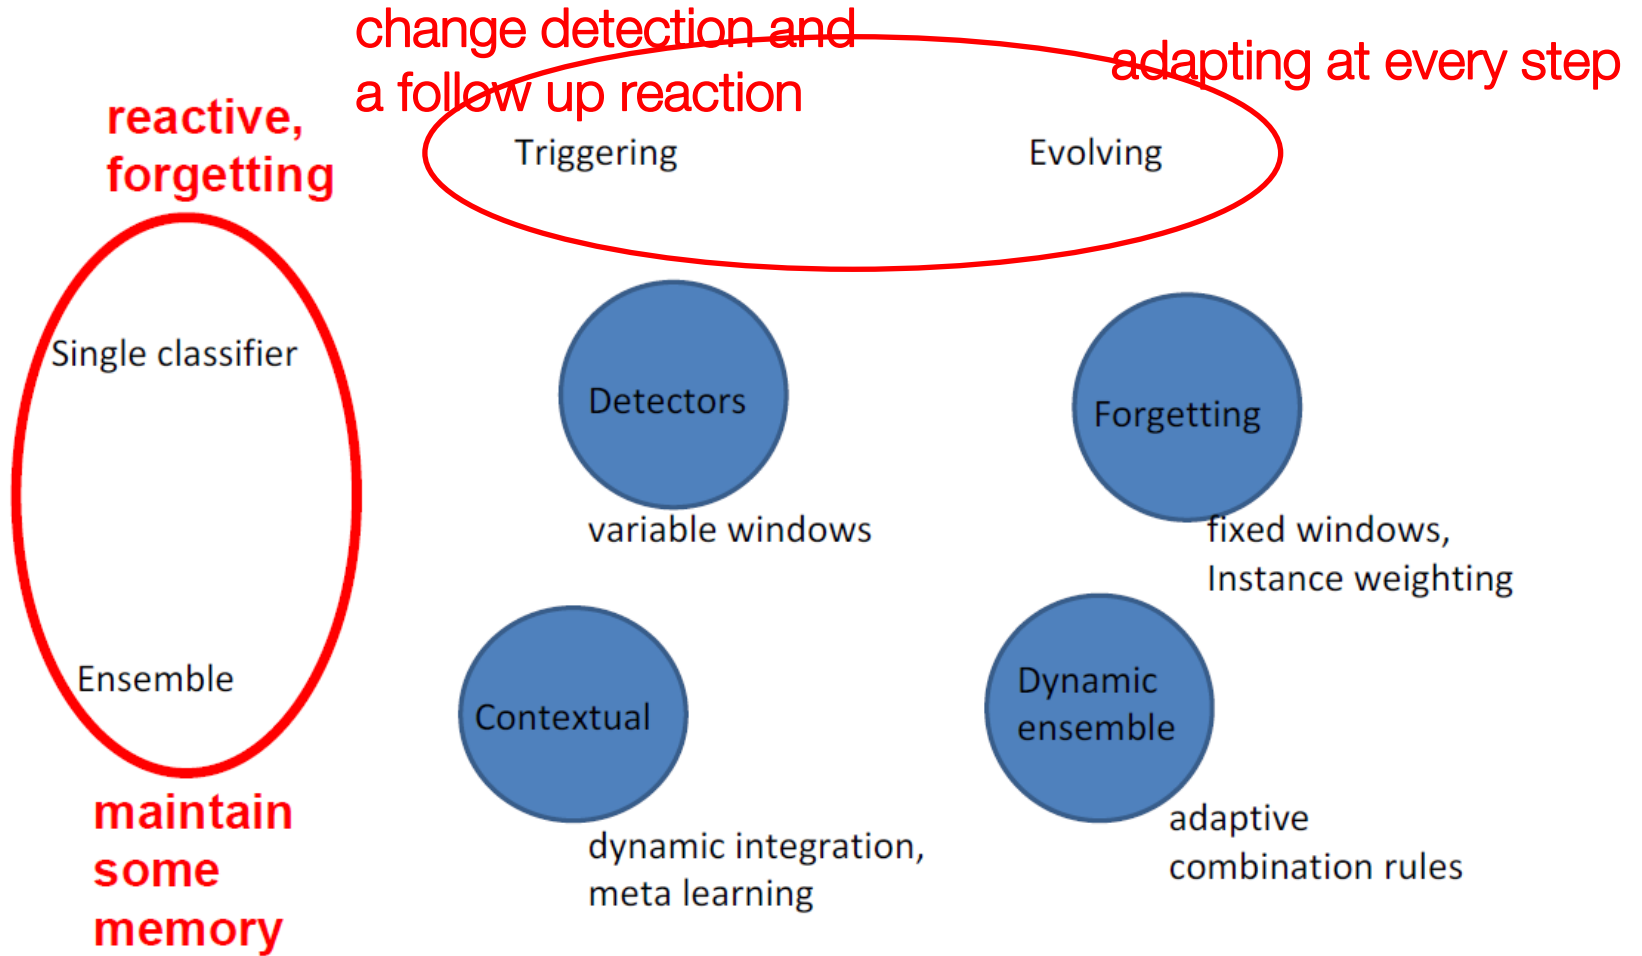 change detection and
a follow up reaction
adapting at every step
reactive,
forgetting
Triggering
Evolving
Single classifier
Detectors
Forgetting
variable windows
fixed windows,
Instance weighting
Ensemble
Contextual
Dynamic
ensemble
maintain
some
memory
dynamic integration,
meta learning
adaptive
combination rules